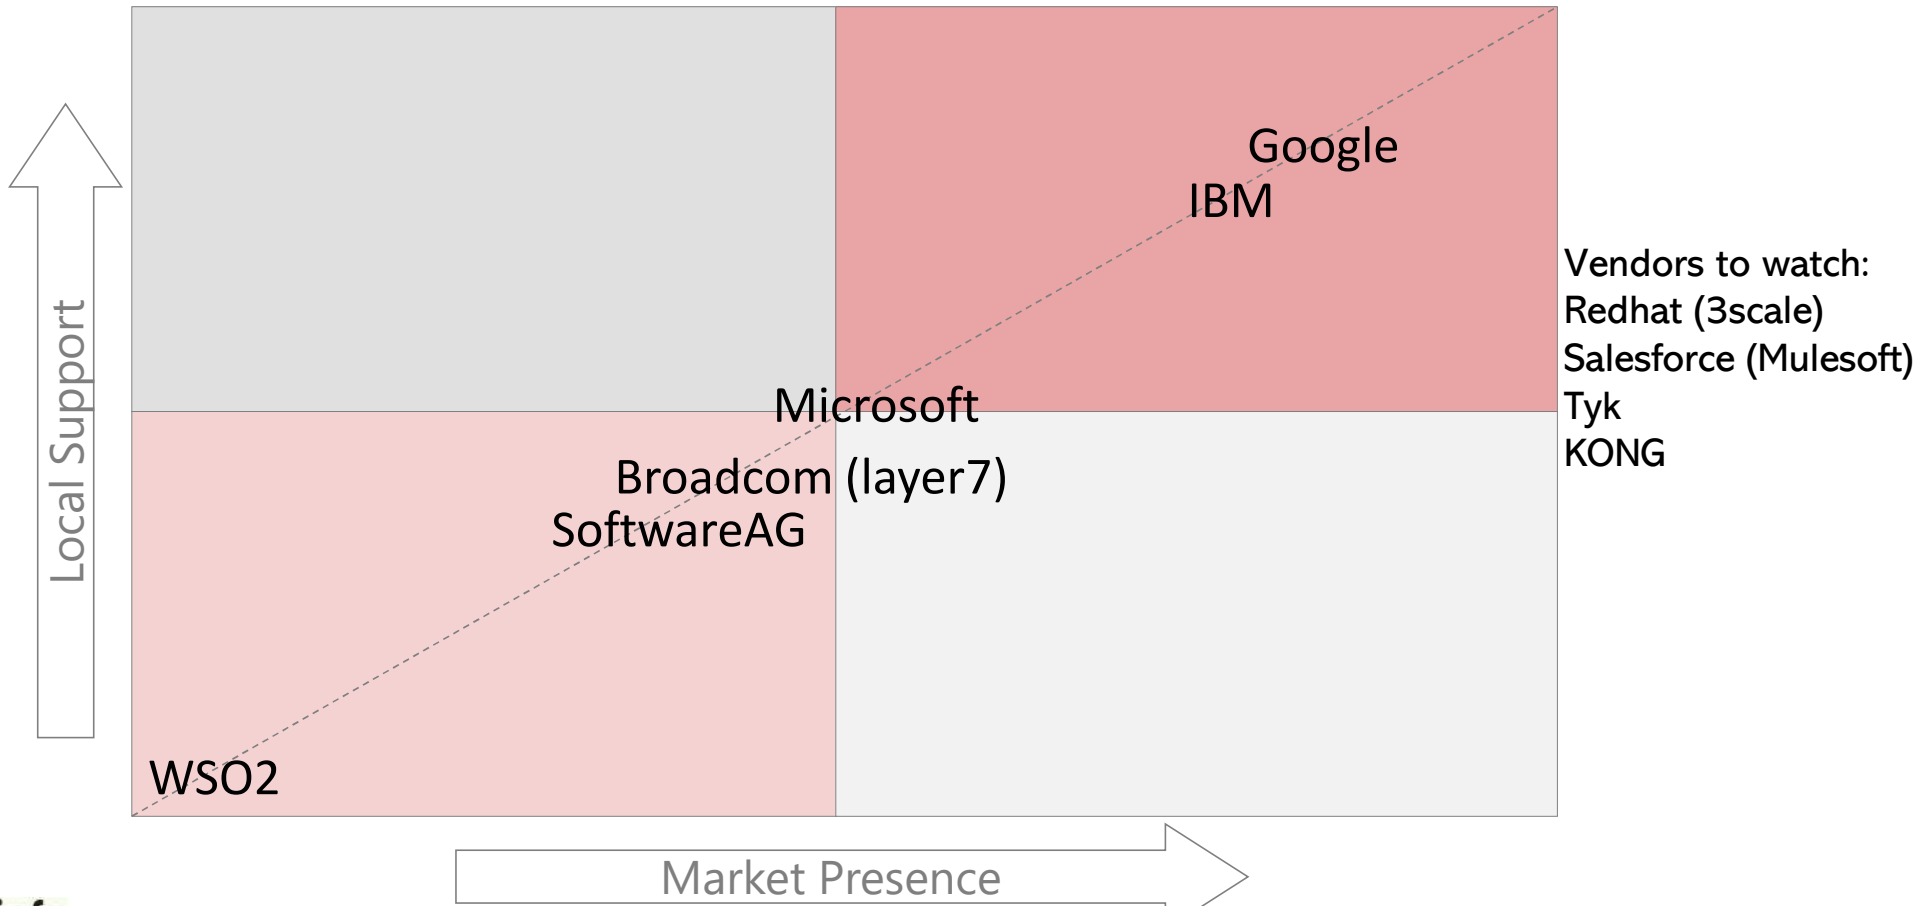 Google
IBM
Microsoft
Broadcom (layer7)
SoftwareAG
WSO2
Local Support
Market Presence
Vendors to watch:
Redhat (3scale)
Salesforce (Mulesoft)
Tyk
KONG